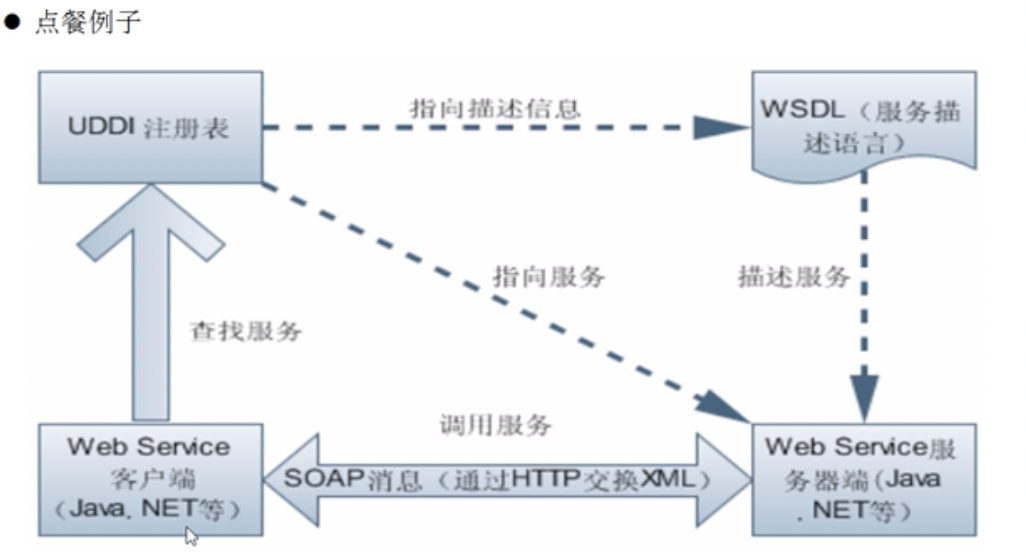 ● 点餐例子
UDDI 注册表
指向描述信息
WSDL（服务描
述语言）
指向服务
描述服务
查找服务
调用服务
Web Service
客户端
（Java. NET等）
SOAP消息（通过HTTP交换XML）
Web Service服
务器端(Java
. NET等）